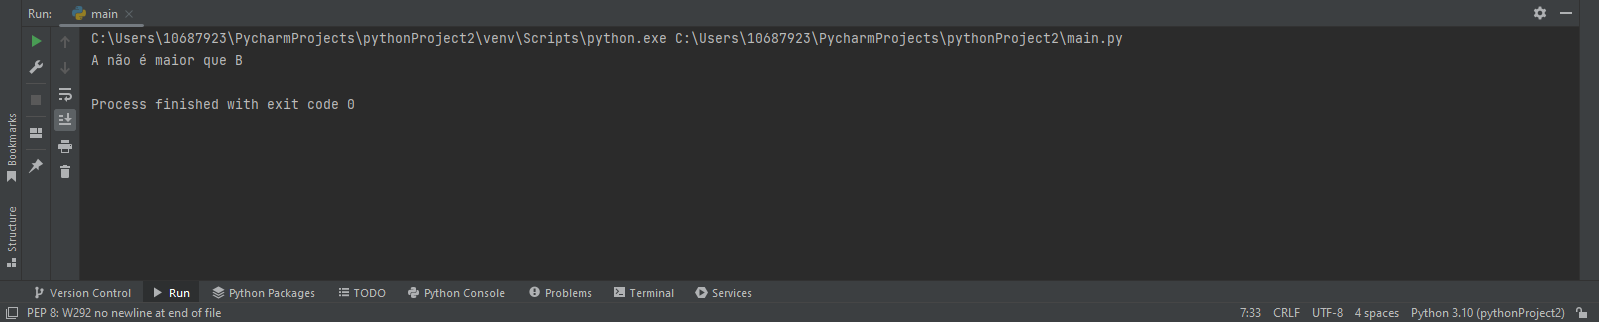 Run: main
C:\Users\10687923\PycharmProjects\pythonProject2\venv\Scripts\python.exe C:\Users\10687923\PycharmProjects\pythonProject2\main.py
A não é maior que B
Process finished with exit code 0
Bookmarks
Structure
Version Control Run Python Packages TODO Python Console Problems Terminal Services
PEP 8: W292 no newline at end of file 7:33 CRLF UTF-8 4 spaces Python 3.10 (pythonProject2)